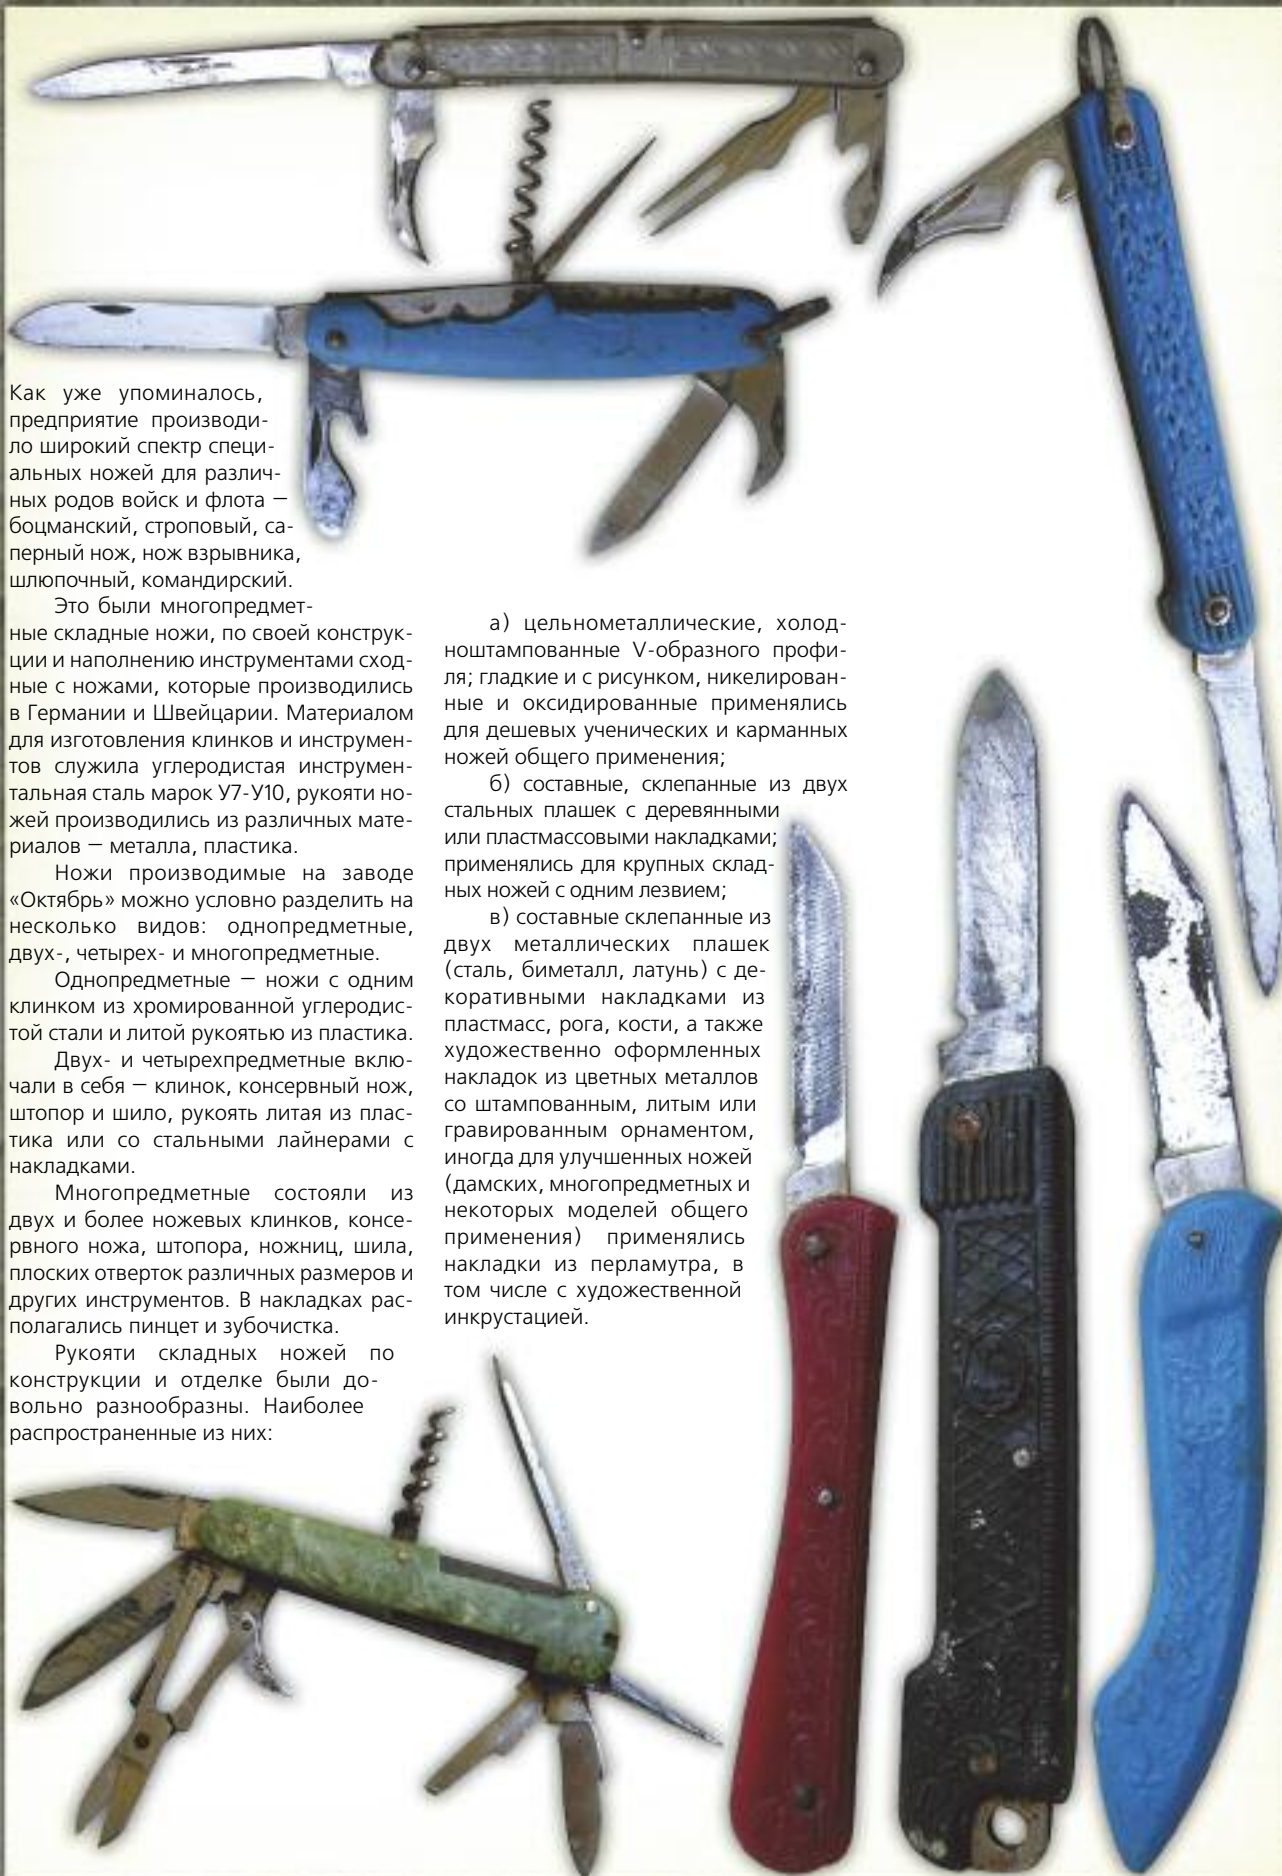 Как уже упоминалось,
предприятие производи-
ло широкий спектр специ-
альных ножей для различ-
ных родов войск и флота —
боцманский, строповый, са-
перный нож, нож взрывника,
шлюпочный, командирский.
Это были многопредмет-
ные складные ножи, по своей конструк-
ции и наполнению инструментами сход-
ные с ножами, которые производились
в Германии и Швейцарии. Материалом
для изготовления клинков и инструмен-
тов служила углеродистая инструмен-
тальная сталь марок У7-У10, рукояти но-
жей производились из различных мате-
риалов — металла, пластика.
Ножи производимые на заводе
«Октябрь» можно условно разделить на
несколько видов: однопредметные,
двух-, четырех- и многопредметные.
Однопредметные — ножи с одним
клинком из хромированной углеродис-
той стали и литой рукоятью из пластика.
Двух- и четырехпредметные вклю-
чали в себя — клинок, консервный нож,
штопор и шило, рукоять литая из плас-
тика или со стальными лайнерами с
накладками.
Многопредметные состояли из
двух и более ножевых клинков, консе-
рвного ножа, штопора, ножниц, шила,
плоских отверток различных размеров и
других инструментов. В накладках рас-
полагались пинцет и зубочистка.
Рукояти складных ножей по
конструкции и отделке были до-
вольно разнообразны. Наиболее
распространенные из них:
а) цельнометаллические, холод-
ноштампованные V-образного профи-
ля; гладкие и с рисунком, никелирован-
ные и оксидированные применялись
для дешевых ученических и карманных
ножей общего применения;
б) составные, склепанные из двух
стальных плашек с деревянными
или пластмассовыми накладками;
применялись для крупных склад-
ных ножей с одним лезвием;
в) составные склепанные из
двух металлических плашек
(сталь, биметалл, латунь) с де-
коративными накладками из
пластмасс, рога, кости, а также
художественно оформленных
накладок из цветных металлов
со штампованным, литым или
гравированным орнаментом,
иногда для улучшенных ножей
(дамских, многопредметных и
некоторых моделей общего
применения) применялись
накладки из перламутра, в
том числе с художественной
инкрустацией.